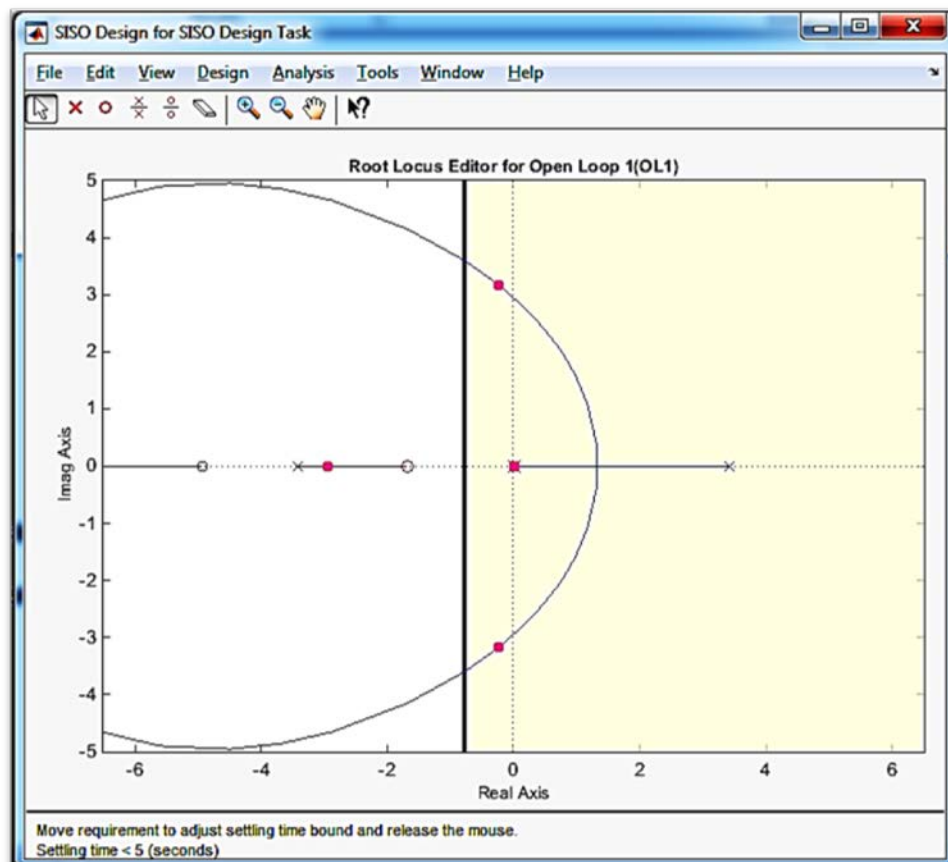 SISO Design for SISO Design Task
File Edit View Design Analysis Tools Window Help
Root Locus Editor for Open Loop 1(OL1)
5
4
3
2
1
0
-1
-2
-3
-4
-5
Imag Axis
-6 -4 -2 0 2 4 6
Real Axis
Move requirement to adjust settling time bound and release the mouse.
Settling time < 5 (seconds)